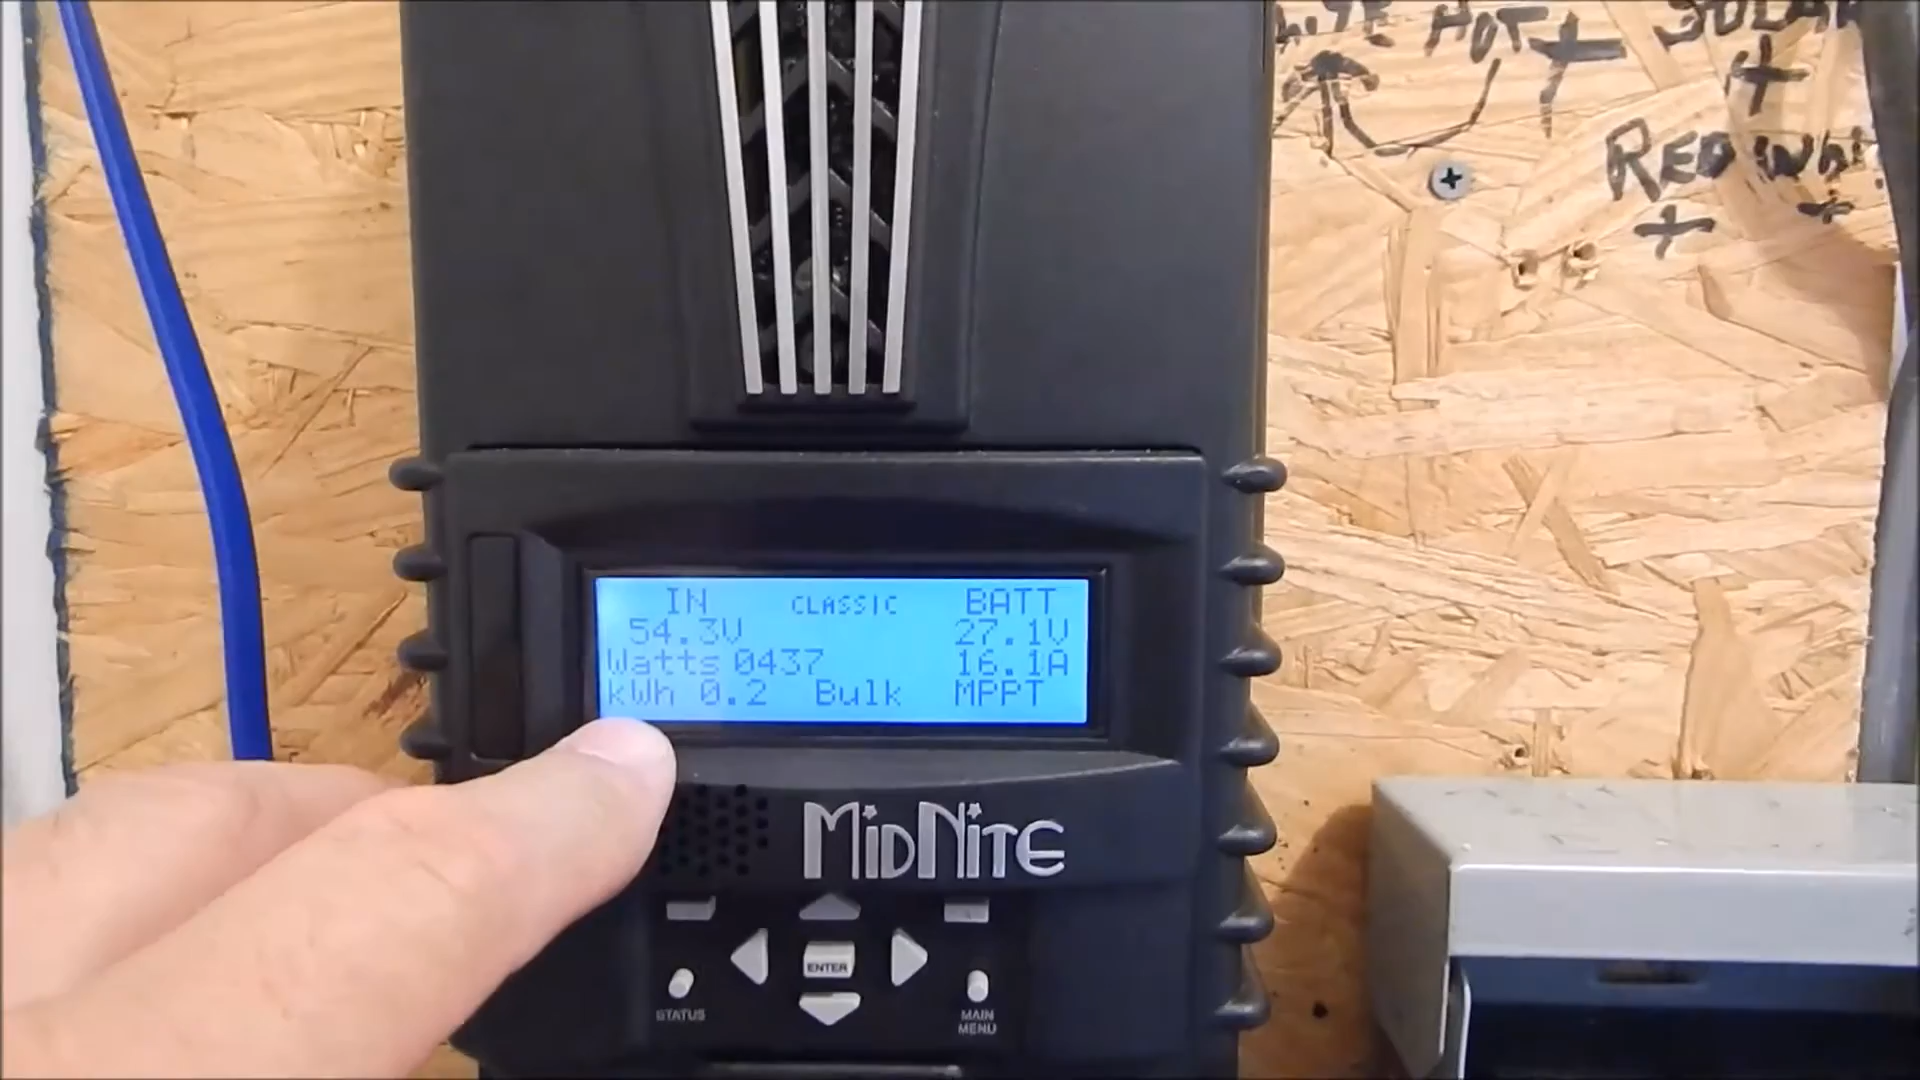 HOT +
SOLAR
+
RED
+ +
IN CLASSIC BATT
54.3V 27.1V
Watts 0437 16.1A
kWh 0.2 Bulk MPPT
MIDNITE
ENTER
STATUS
MAIN
MENU